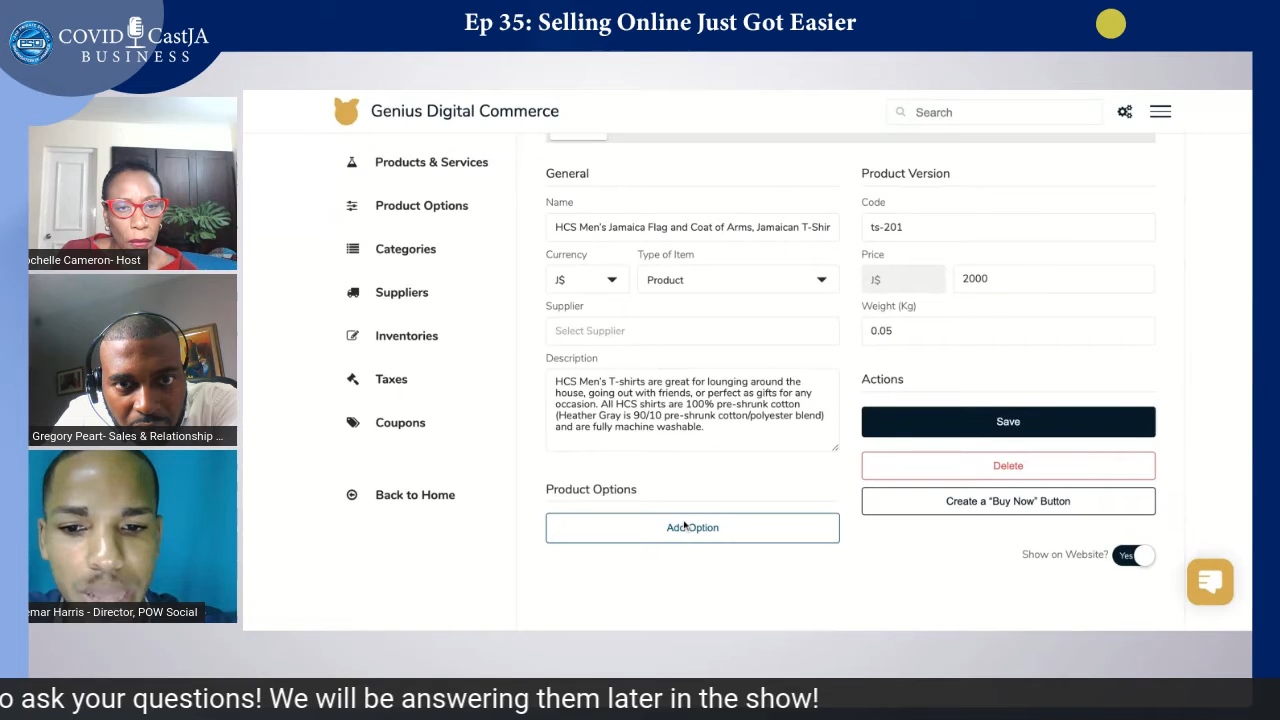 Ep 35: Selling Online Just Got Easier
COVID CastJA
BUSINESS
ESO
Genius Digital Commerce
Search
Products & Services
Product Options
Categories
Suppliers
Inventories
Taxes
Coupons
Back to Home
General
Name
HCS Men's Jamaica Flag and Coat of Arms, Jamaican T-Shir
Currency
Type of Item
J$
Product
Supplier
Select Supplier
Description
HCS Men's T-shirts are great for lounging around the
house, going out with friends, or perfect as gifts for any
occasion. All HCS shirts are 100% pre-shrunk cotton
(Heather Gray is 90/10 pre-shrunk cotton/polyester blend)
and are fully machine washable.
Product Options
Add Option
Product Version
Code
ts-201
Price
J$
2000
Weight (Kg)
0.05
Actions
Save
Delete
Create a "Buy Now" Button
Show on Website?
Yes
ochelle Cameron- Host
Gregory Peart- Sales & Relationship ...
emar Harris - Director, POW Social
o ask your questions! We will be answering them later in the show!